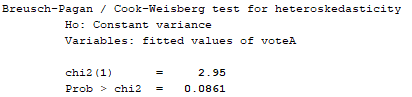 Breusch-Pagan / Cook-Weisberg test for heteroskedasticity
Ho: Constant variance
Variables: fitted values of voteA
chi2(1) = 2.95
Prob > chi2 = 0.0861